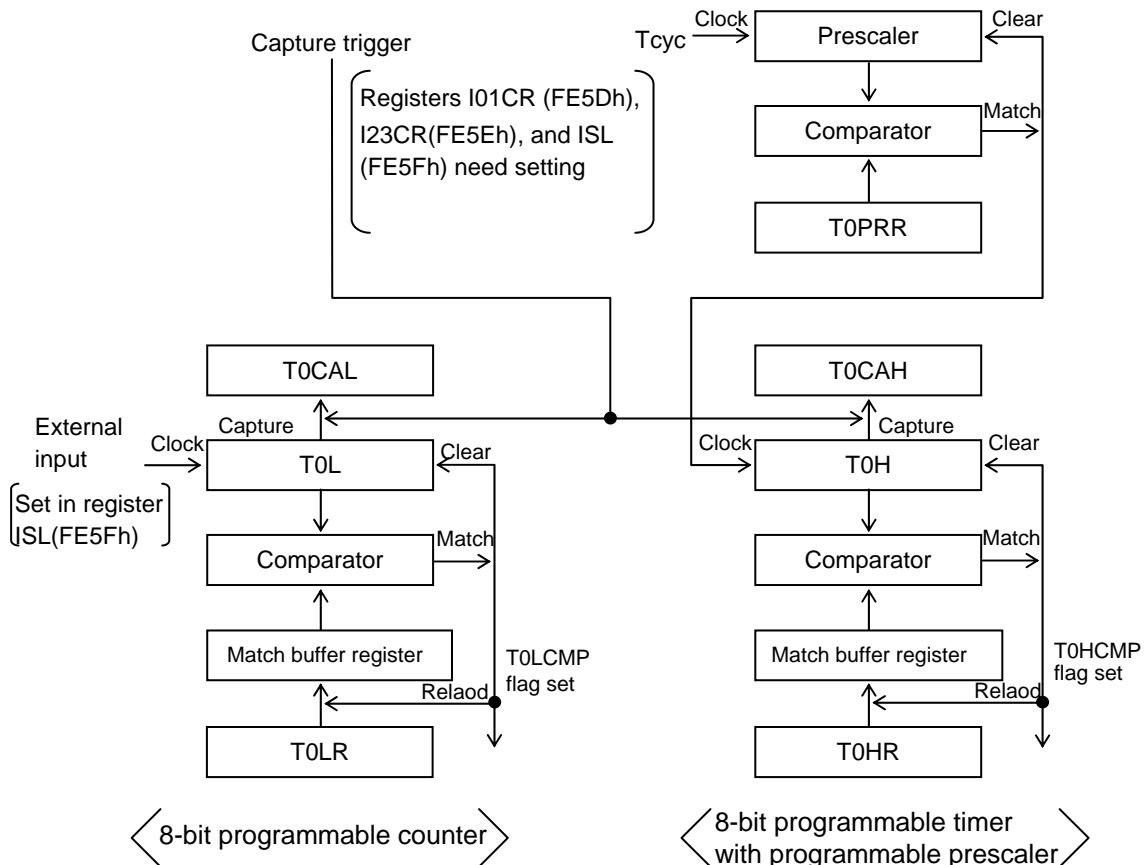 Capture trigger
Registers I01CR (FE5Dh),
I23CR(FE5Eh), and ISL
(FE5Fh) need setting
Tcyc
Clock
Prescaler
Clear
Comparator
Match
T0PRR
T0CAL
Capture
External
input
Clock
T0L
Clear
Set in register
ISL(FE5Fh)
Comparator
Match
Match buffer register
T0LCMP
flag set
Relaod
T0LR
8-bit programmable counter
T0CAH
Capture
Clock
T0H
Clear
Comparator
Match
Match buffer register
T0HCMP
flag set
Relaod
T0HR
8-bit programmable timer
with programmable prescaler